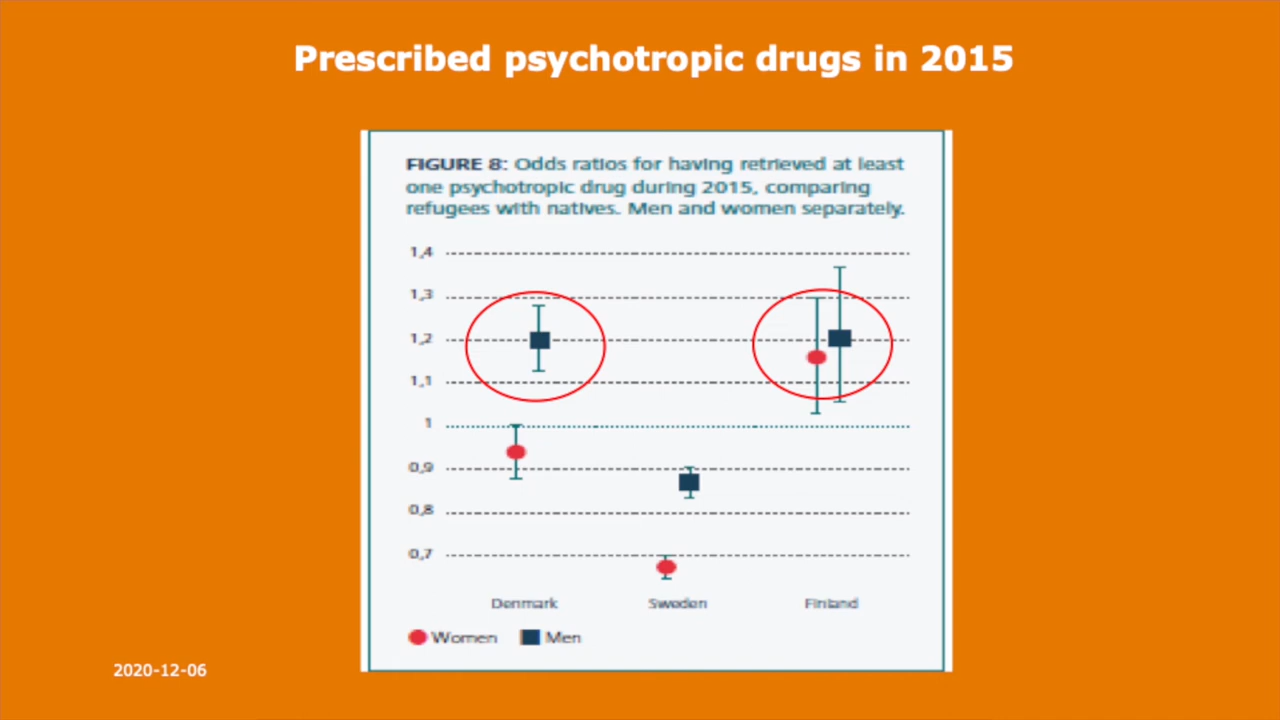 Prescribed psychotropic drugs in 2015
FIGURE 8: Odds ratios for having retrieved at least
one psychotropic drug during 2015, comparing
refugees with natives. Men and women separately.
1,4
1,3
1,2
1,1
1
0,9
0,8
0,7
Denmark Sweden Finland
Women Men
2020-12-06